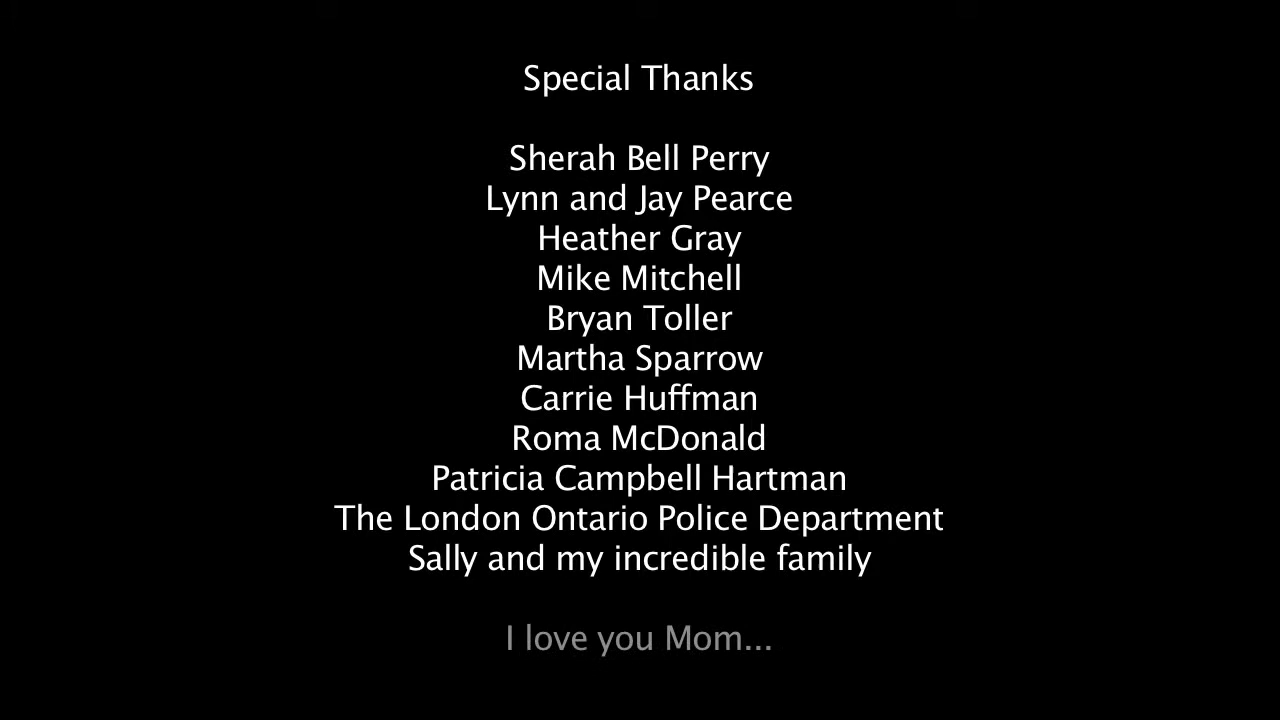 Special Thanks
Sherah Bell Perry
Lynn and Jay Pearce
Heather Gray
Mike Mitchell
Bryan Toller
Martha Sparrow
Carrie Huffman
Roma McDonald
Patricia Campbell Hartman
The London Ontario Police Department
Sally and my incredible family
I love you Mom...